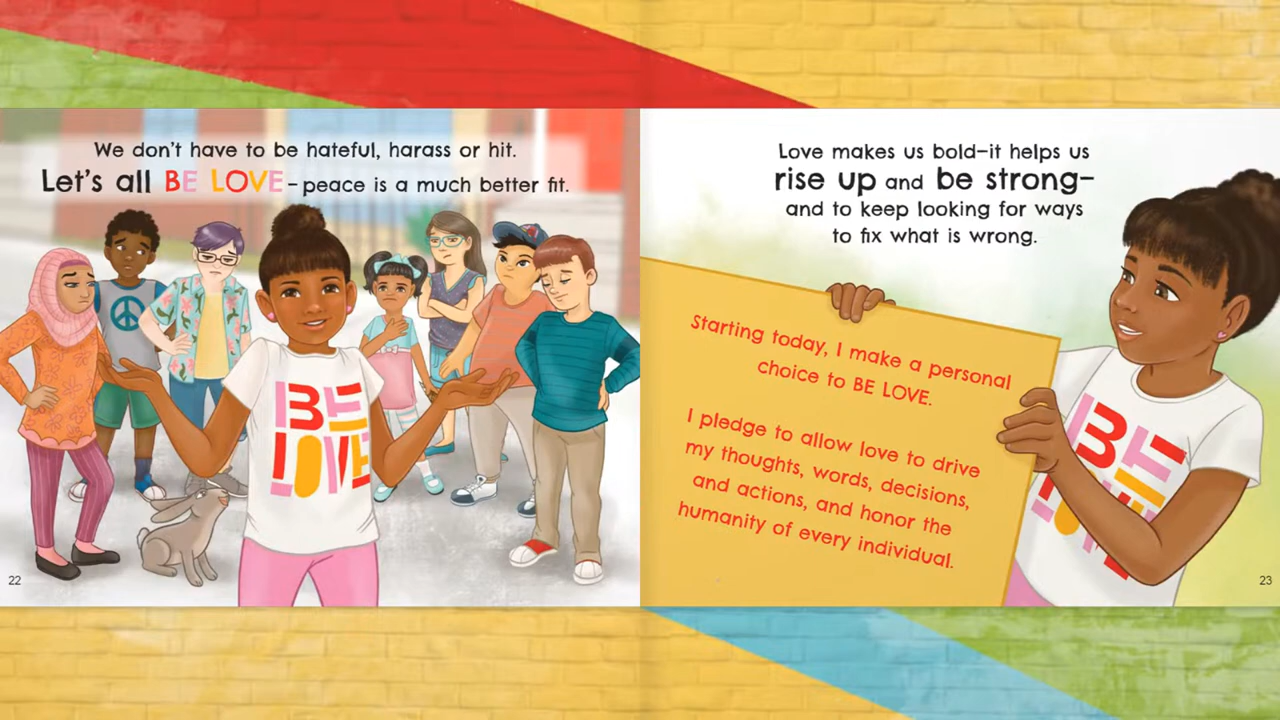 We don't have to be hateful, harass or hit.
Let's all BE LOVE – peace is a much better fit.
BE
LOVE
22
Love makes us bold–it helps us
rise up and be strong–
and to keep looking for ways
to fix what is wrong.
Starting today, I make a personal
choice to BE LOVE.
I pledge to allow love to drive
my thoughts, words, decisions,
and actions, and honor the
humanity of every individual.
BE
LOVE
23